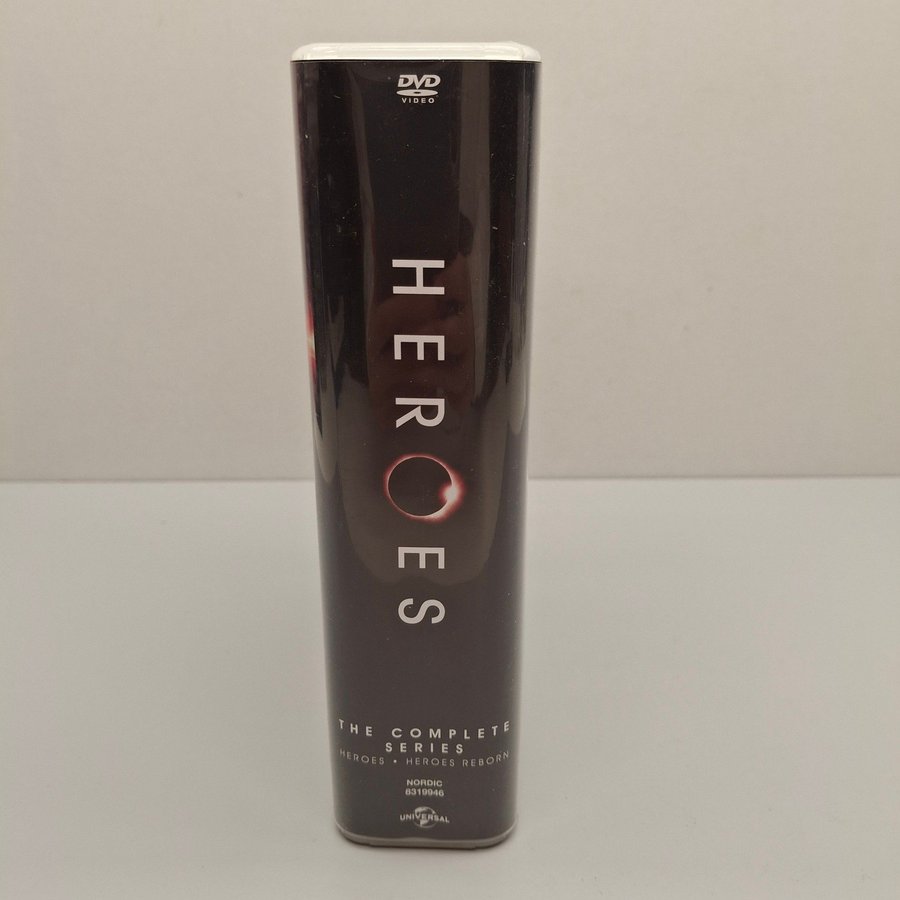 DVD
VIDEO
HEROES
THE COMPLETE
SERIES
HEROES • HEROES REBORN
NORDIC
8319946
UNIVERSAL